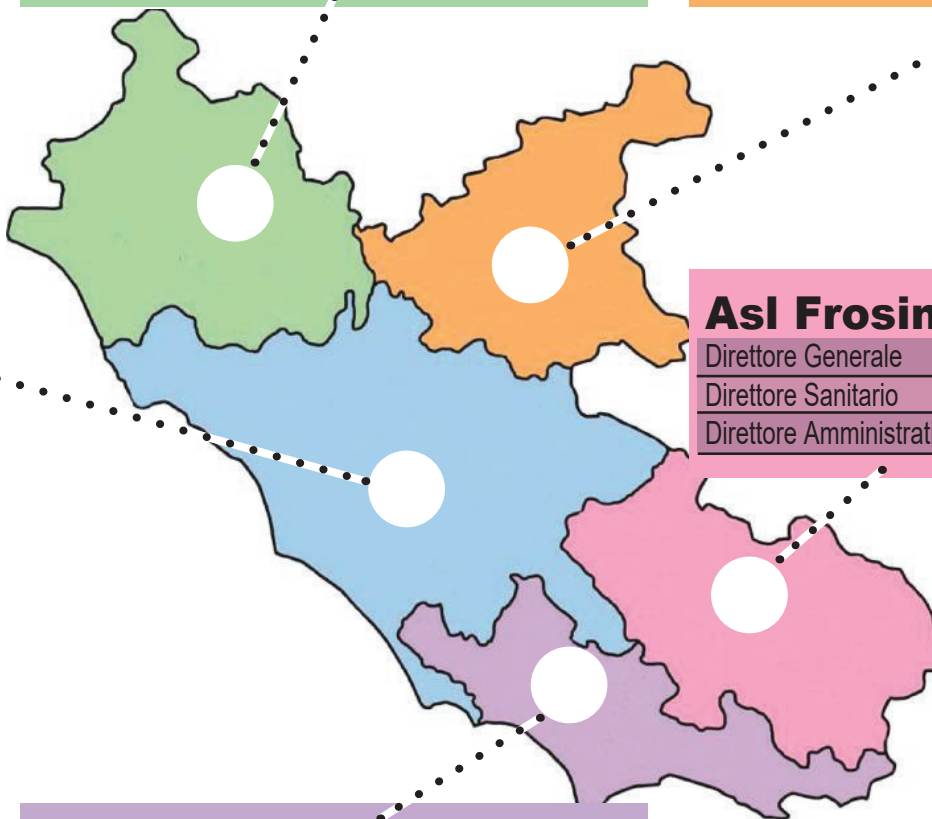 Asl Frosin
Direttore Generale
Direttore Sanitario
Direttore Amministrat